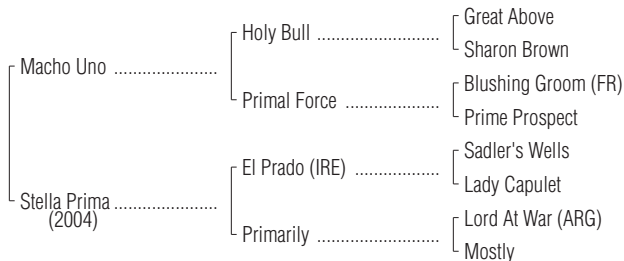 Great Above
Holy Bull ........................
Sharon Brown
Macho Uno ....................
Blushing Groom (FR)
Primal Force ..................
Prime Prospect
Sadler's Wells
El Prado (IRE) ................
Lady Capulet
Stella Prima ....................
(2004)
Lord At War (ARG)
Primarily ........................
Mostly